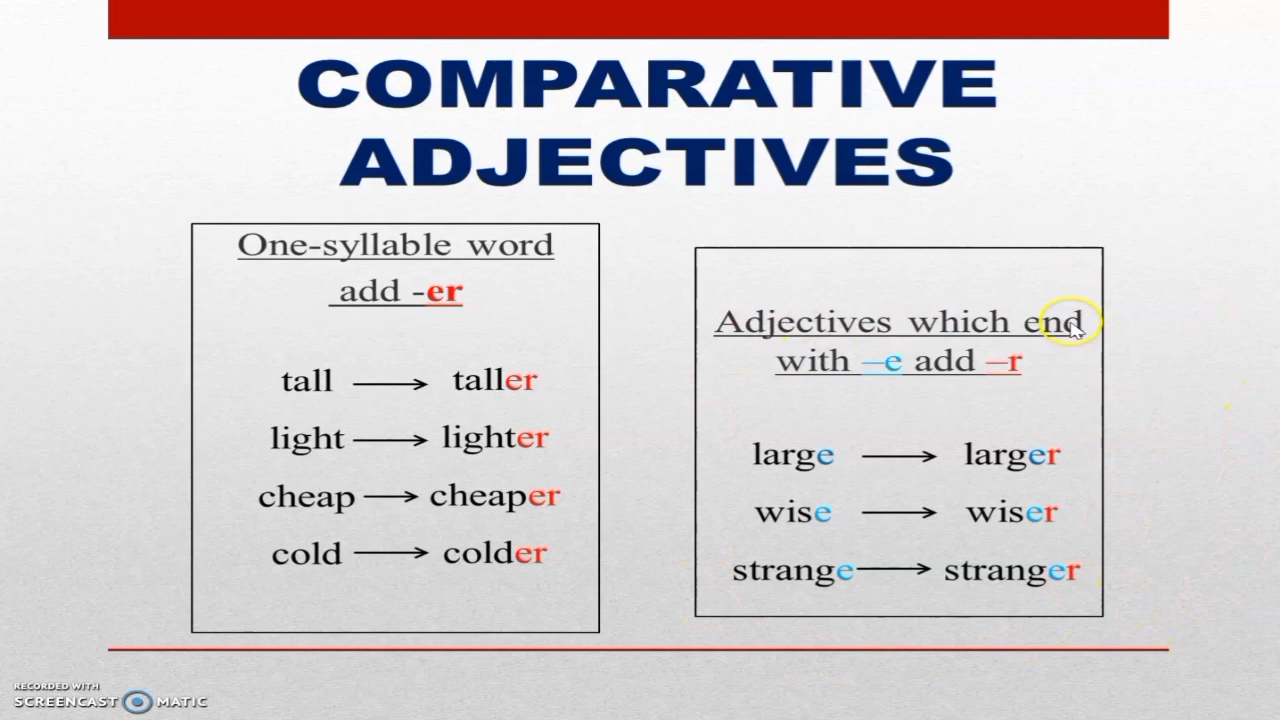 COMPARATIVE
ADJECTIVES
One-syllable word
add -er
tall → taller
light → lighter
cheap → cheaper
cold → colder
Adjectives which end
with –e add –r
large → larger
wise → wiser
strange → stranger
RECORDED WITH
SCREENCAST MATIC